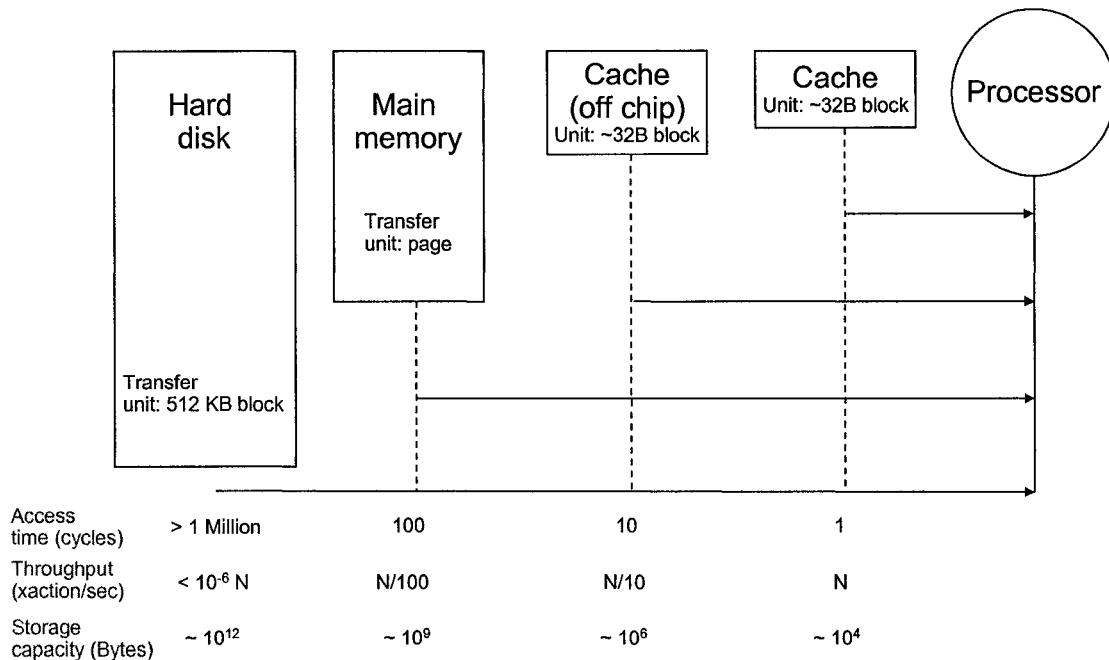 Hard
disk
Transfer
unit: 512 KB block
Main
memory
Transfer
unit: page
Cache
(off chip)
Unit: ~32B block
Cache
Unit: ~32B block
Processor
Access
time (cycles)
> 1 Million
100
10
1
Throughput
(xaction/sec)
< 10⁻⁶ N
N/100
N/10
N
Storage
capacity (Bytes)
~ 10¹²
~ 10⁹
~ 10⁶
~ 10⁴